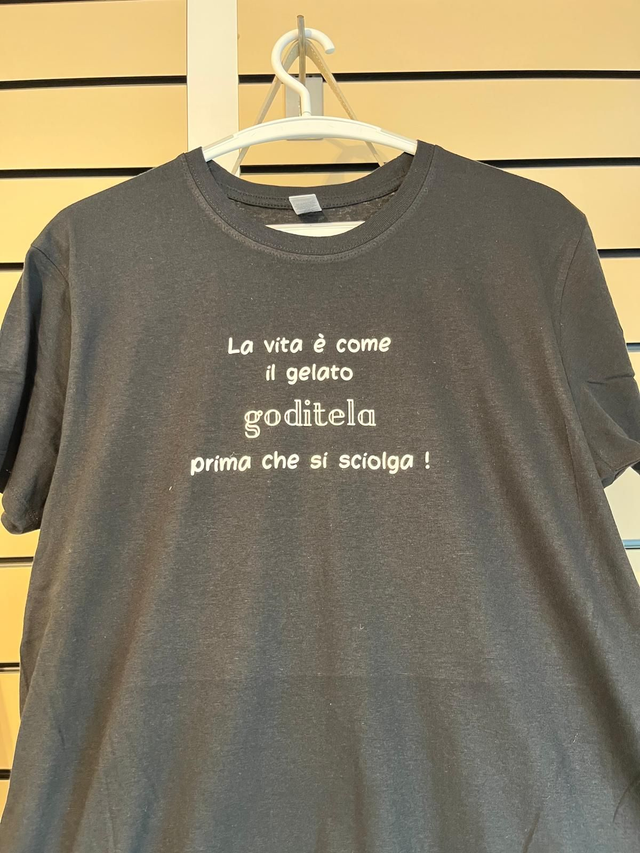 La vita è come
il gelato
goditela
prima che si sciolga !